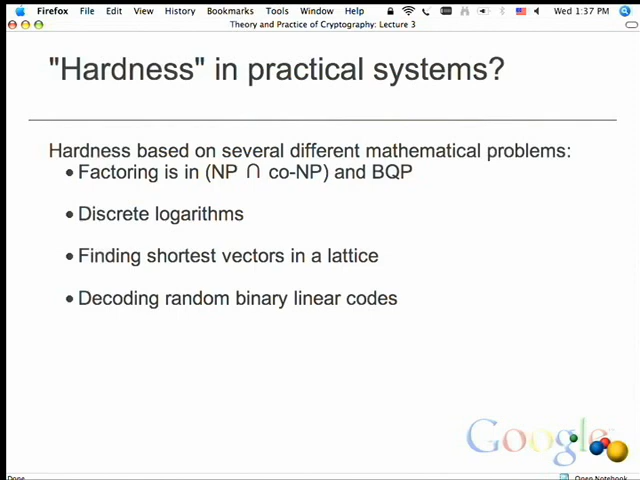 Firefox File Edit View History Bookmarks Tools Window Help Wed 1:37 PM
Theory and Practice of Cryptography: Lecture 3
"Hardness" in practical systems?
Hardness based on several different mathematical problems:
• Factoring is in (NP ∩ co-NP) and BQP
• Discrete logarithms
• Finding shortest vectors in a lattice
• Decoding random binary linear codes
Google
Done
Open Notebook